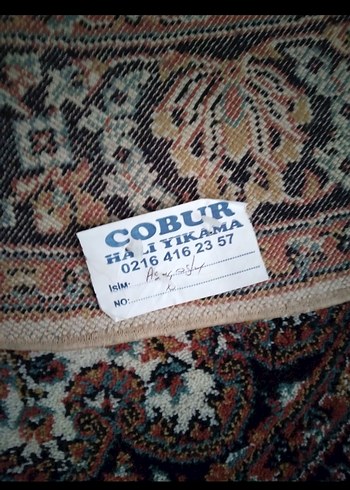 COBUR
HALI YIKAMA
0216 416 23 57
İSİM:
NO: